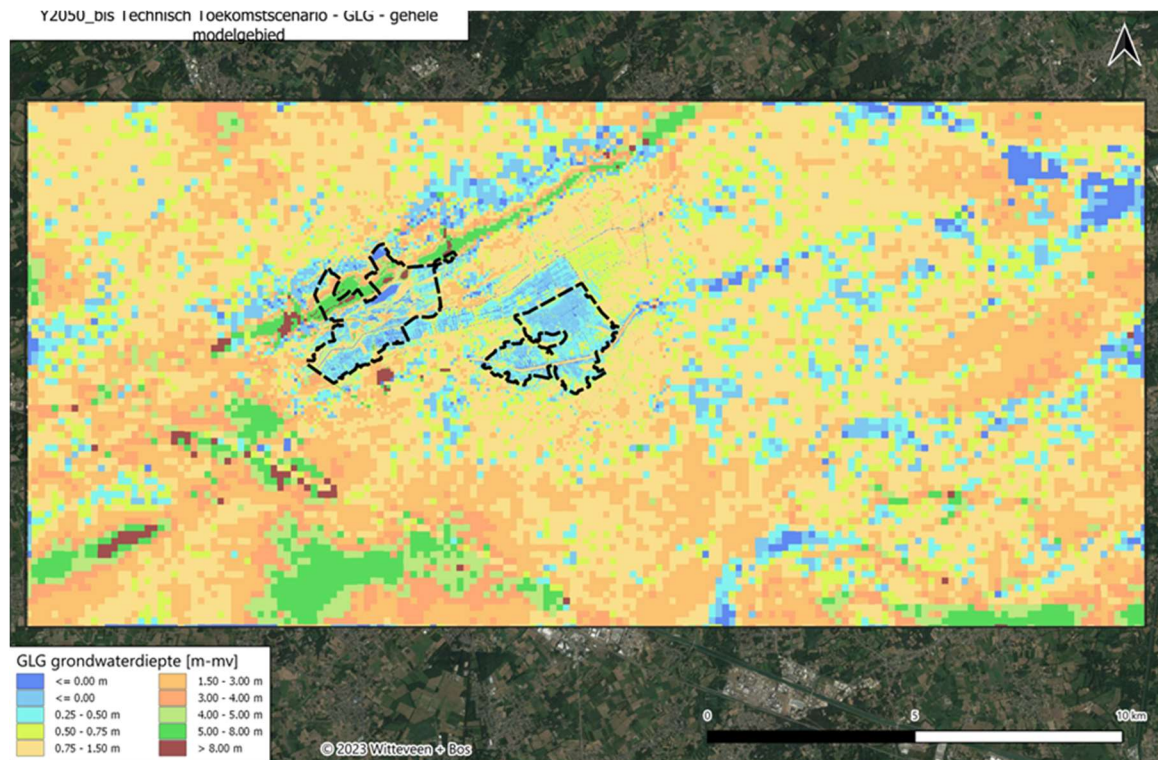 Y2050_bis Technisch Toekomstscenario - GLG - gehele
modelgebied
GLG grondwaterdiepte [m-mv]
<= 0.00 m
<= 0.00
0.25 - 0.50 m
0.50 - 0.75 m
0.75 - 1.50 m
1.50 - 3.00 m
3.00 - 4.00 m
4.00 - 5.00 m
5.00 - 8.00 m
> 8.00 m
© 2023 Witteveen + Bos
0
5
10 km